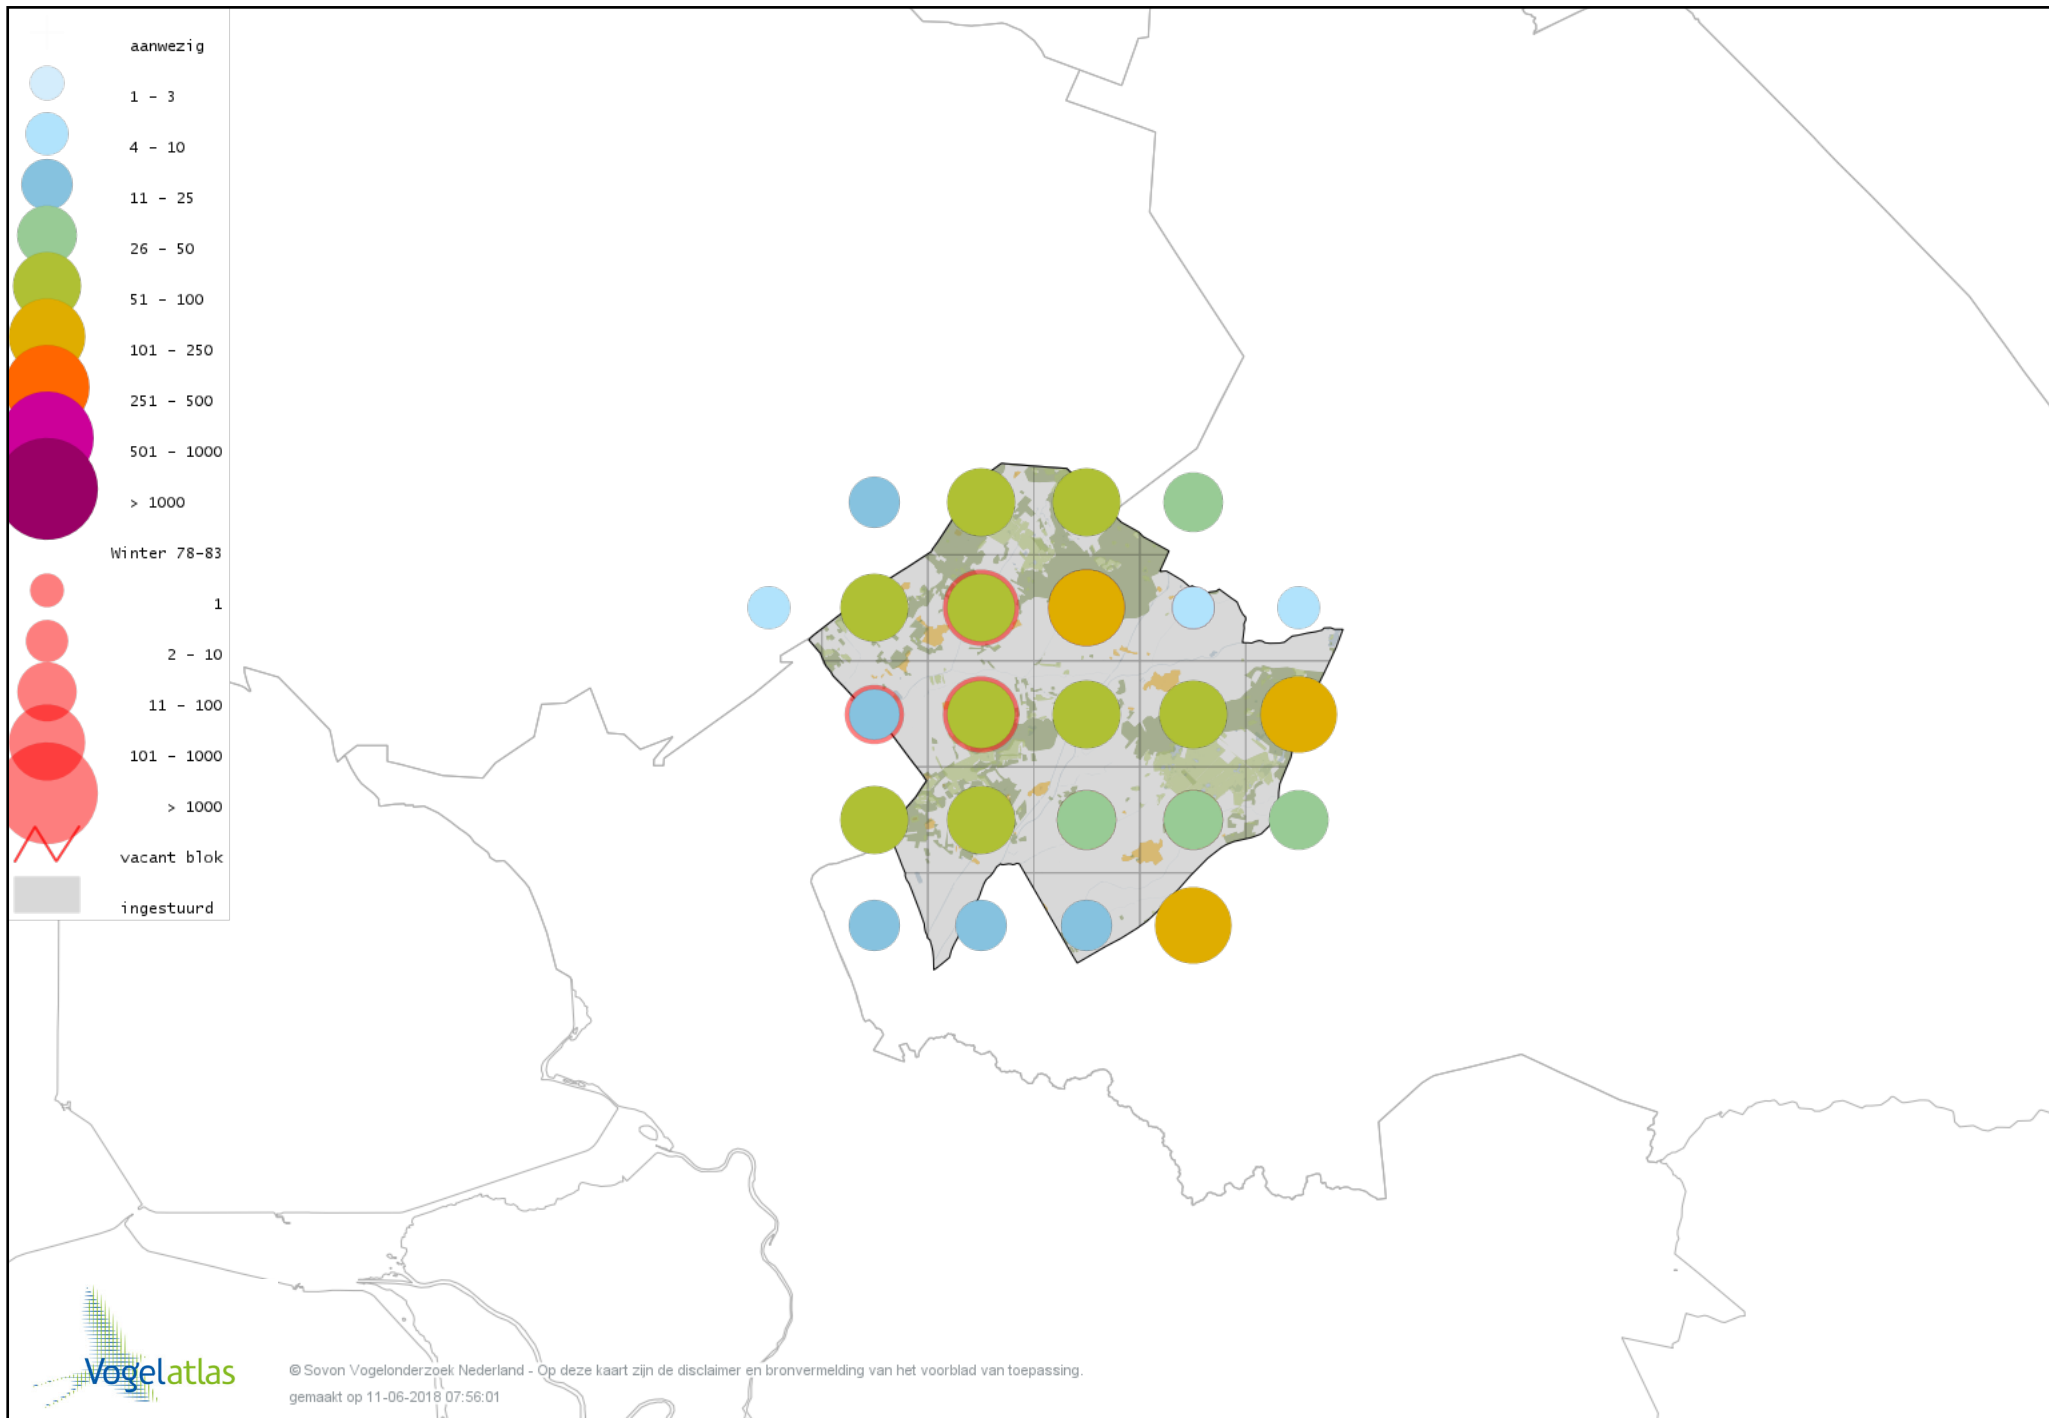 aanwezig
1 - 3
4 - 10
11 - 25
26 - 50
51 - 100
101 - 250
251 - 500
501 - 1000
> 1000
Winter 78-83
1
2 - 10
11 - 100
101 - 1000
> 1000
vacant blok
ingestuurd
Vogelatlas
© Sovon Vogelonderzoek Nederland - Op deze kaart zijn de disclaimer en bronvermelding van het voorblad van toepassing.
gemaakt op 11-06-2018 07:56:01